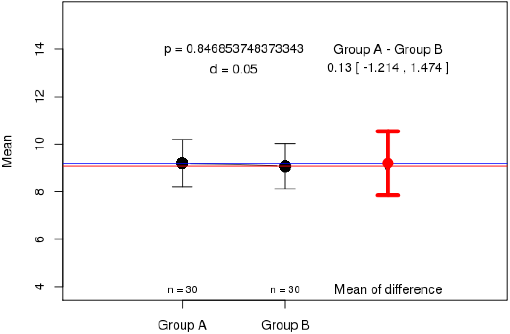 p = 0.846853748373343
d = 0.05
Group A - Group B
0.13 [ -1.214 , 1.474 ]
Mean
14
12
10
8
6
4
n = 30
n = 30
Mean of difference
Group A
Group B